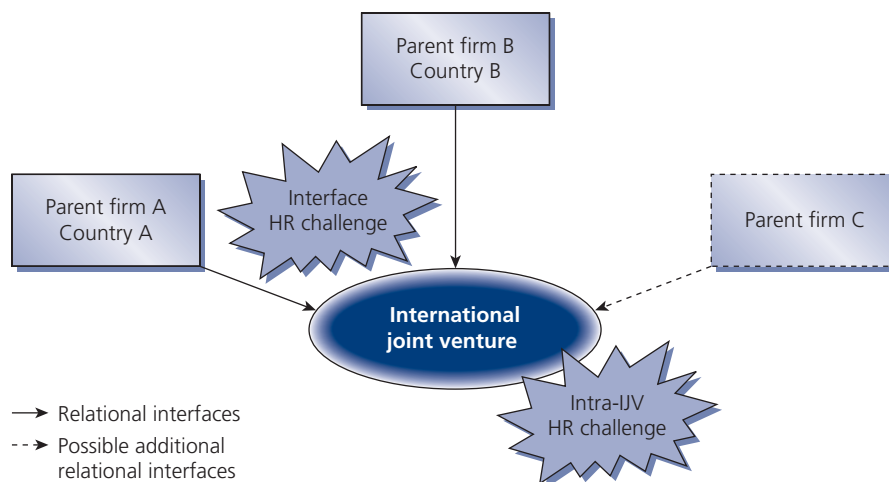 Parent firm B
Country B
Interface
HR challenge
Parent firm A
Country A
Parent firm C
International
joint venture
Intra-IJV
HR challenge
Relational interfaces
Possible additional
relational interfaces